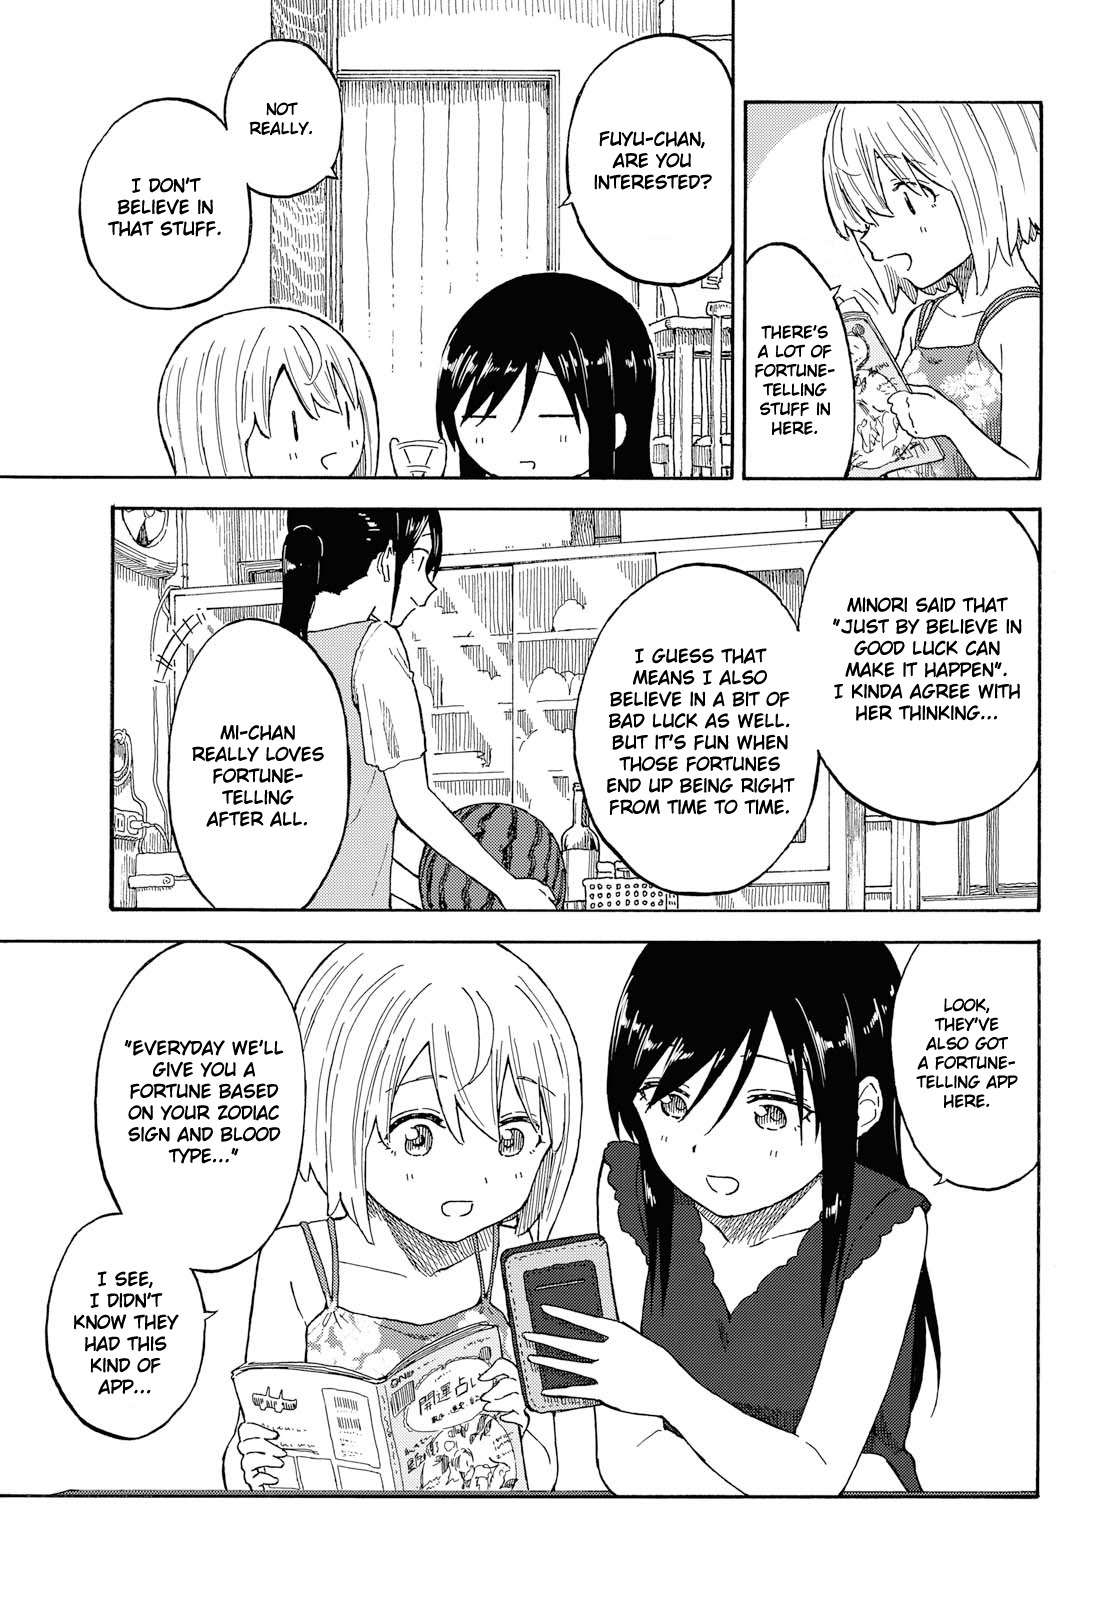 THERE'S
A LOT OF
FORTUNE-
TELLING
STUFF IN
HERE.
FUYU-CHAN,
ARE YOU
INTERESTED?
NOT
REALLY.
I DON'T
BELIEVE IN
THAT STUFF.
MINORI SAID THAT
"JUST BY BELIEVE IN
GOOD LUCK CAN
MAKE IT HAPPEN".
I KINDA AGREE WITH
HER THINKING...
I GUESS THAT
MEANS I ALSO
BELIEVE IN A BIT OF
BAD LUCK AS WELL.
BUT IT'S FUN WHEN
THOSE FORTUNES
END UP BEING RIGHT
FROM TIME TO TIME.
MI-CHAN
REALLY LOVES
FORTUNE-
TELLING
AFTER ALL.
LOOK,
THEY'VE
ALSO GOT
A FORTUNE-
TELLING APP
HERE.
"EVERYDAY WE'LL
GIVE YOU A
FORTUNE BASED
ON YOUR ZODIAC
SIGN AND BLOOD
TYPE..."
I SEE,
I DIDN'T
KNOW THEY
HAD THIS
KIND OF
APP...
開運占い